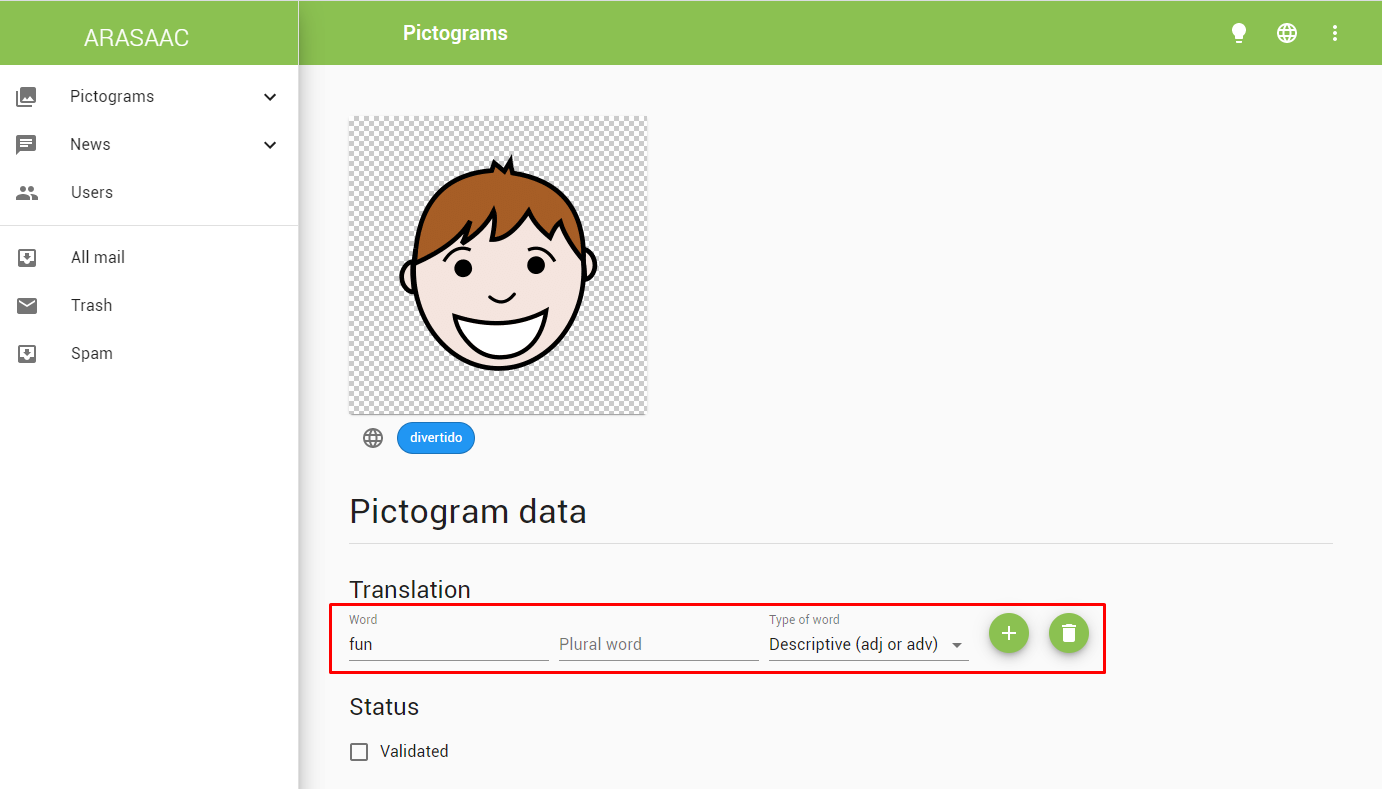 ARASAAC
Pictograms
Pictograms
News
Users
All mail
Trash
Spam
divertido
Pictogram data
Translation
Word
Type of word
fun
Plural word
Descriptive (adj or adv)
Status
Validated